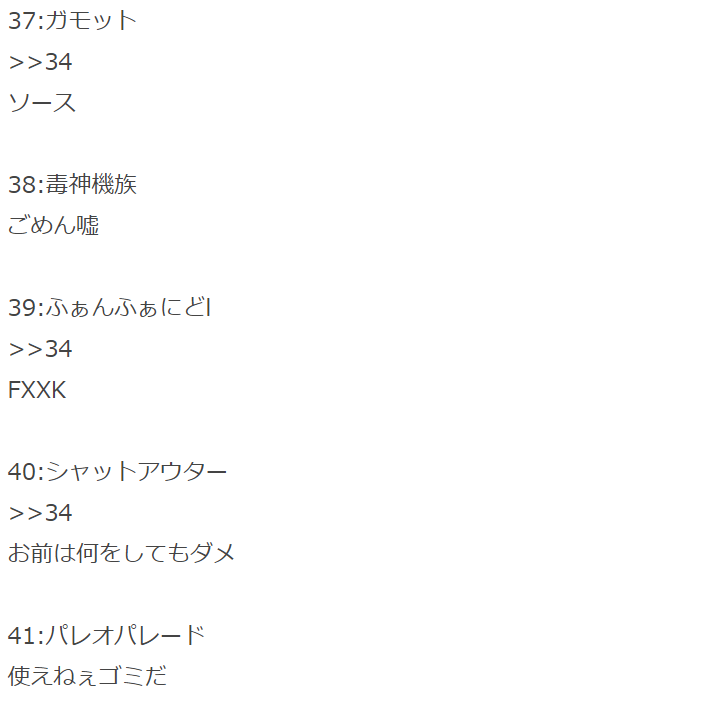 37:ガモット
>>34
ソース
38:毒神機族
ごめん嘘
39:ふぁんふぁにどl
>>34
FXXK
40:シャットアウター
>>34
お前は何をしてもダメ
41:パレオパレード
使えねぇゴミだ